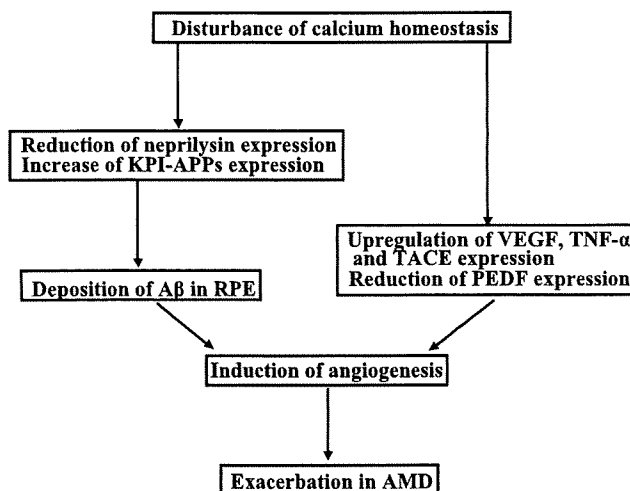 Disturbance of calcium homeostasis
Reduction of neprilysin expression
Increase of KPI-APPs expression
Upregulation of VEGF, TNF-α
and TACE expression
Reduction of PEDF expression
Deposition of Aβ in RPE
Induction of angiogenesis
Exacerbation in AMD